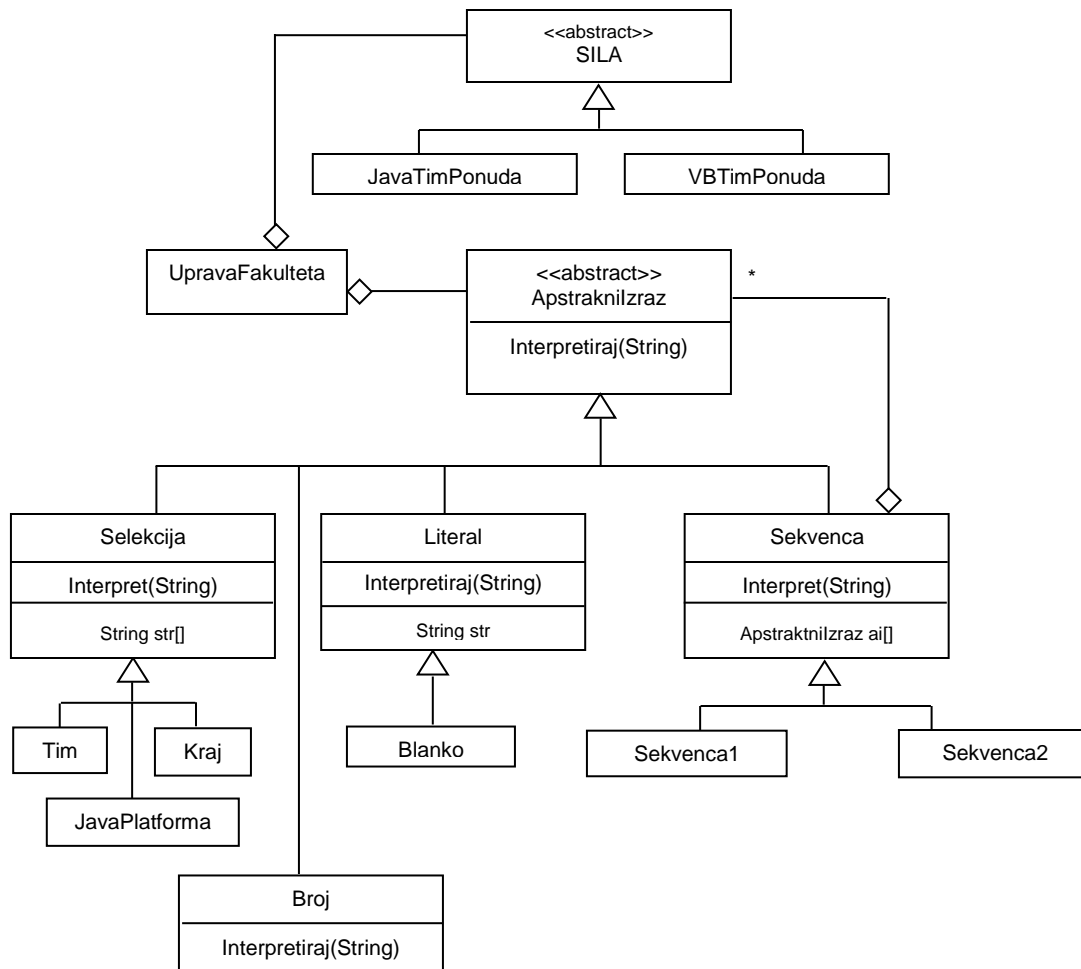 <<abstract>>
SILA
JavaTimPonuda
VBTimPonuda
UpravaFakulteta
<<abstract>>
ApstrakniIzraz
*
Interpretiraj(String)
Selekcija
Interpret(String)
String str[]
Literal
Interpretiraj(String)
String str
Sekvenca
Interpret(String)
ApstraktniIzraz ai[]
Tim
Kraj
JavaPlatforma
Blanko
Sekvenca1
Sekvenca2
Broj
Interpretiraj(String)